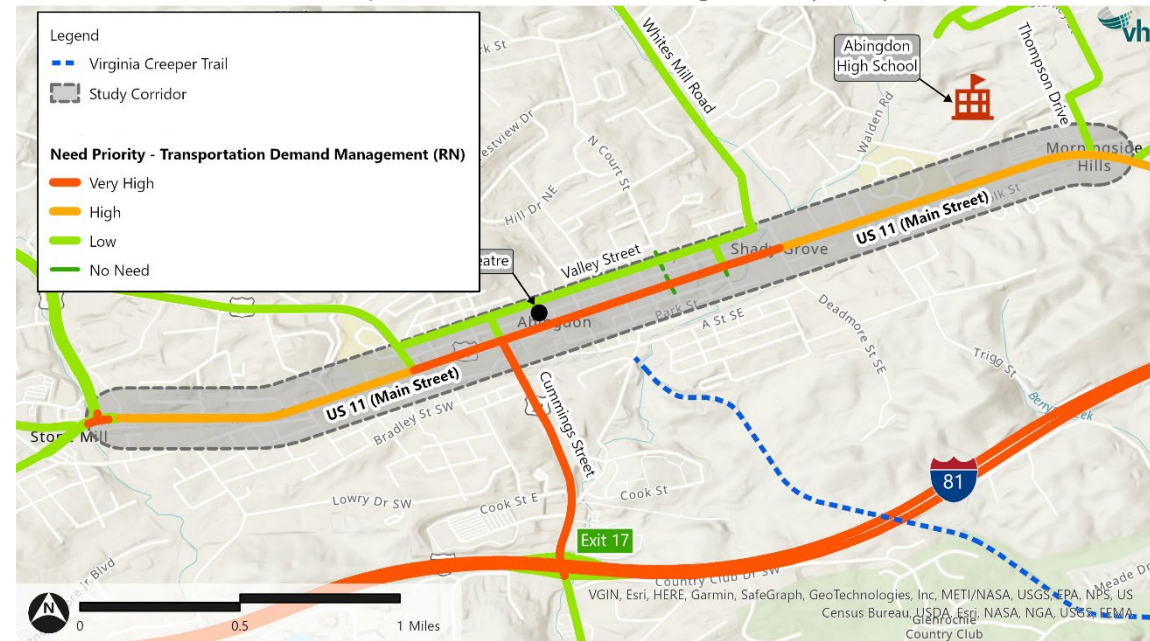 Legend
Virginia Creeper Trail
Study Corridor
Need Priority - Transportation Demand Management (RN)
Very High
High
Low
No Need
Whites Mill Road
Abingdon
High School
Thompson Drive
vh
Walden Rd
N Court St
Hill Dr NE
Morningside
Hills
US 11 (Main Street)
Shady Grove
Valley Street
eatre
Abingdon
Park St
A St SE
Deadmore St SE
Trigg St
US 11 (Main Street)
Bradley St SW
Cummings Street
Lowry Dr SW
Cook St E
Cook St
81
Exit 17
Country Club Dr SW
Meade Dr
VGIN, Esri, HERE, Garmin, SafeGraph, GeoTechnologies, Inc, METI/NASA, USGS, EPA, NPS, US
Census Bureau, USDA, Esri, NASA, NGA, USGS, FEMA
Glenrochie
Country Club
N
0 0.5 1 Miles